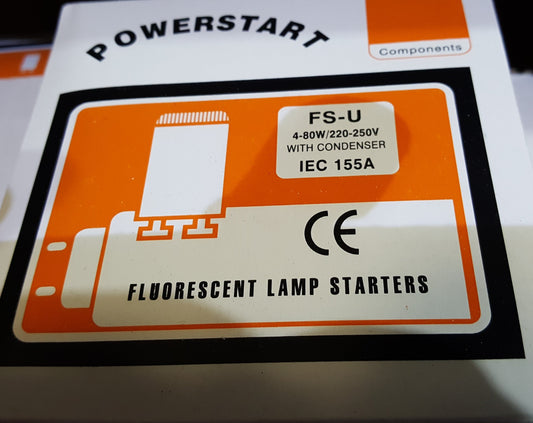 POWERSTART
Components
FS-U
4-80W/220-250V
WITH CONDENSER
IEC 155A
CE
FLUORESCENT LAMP STARTERS